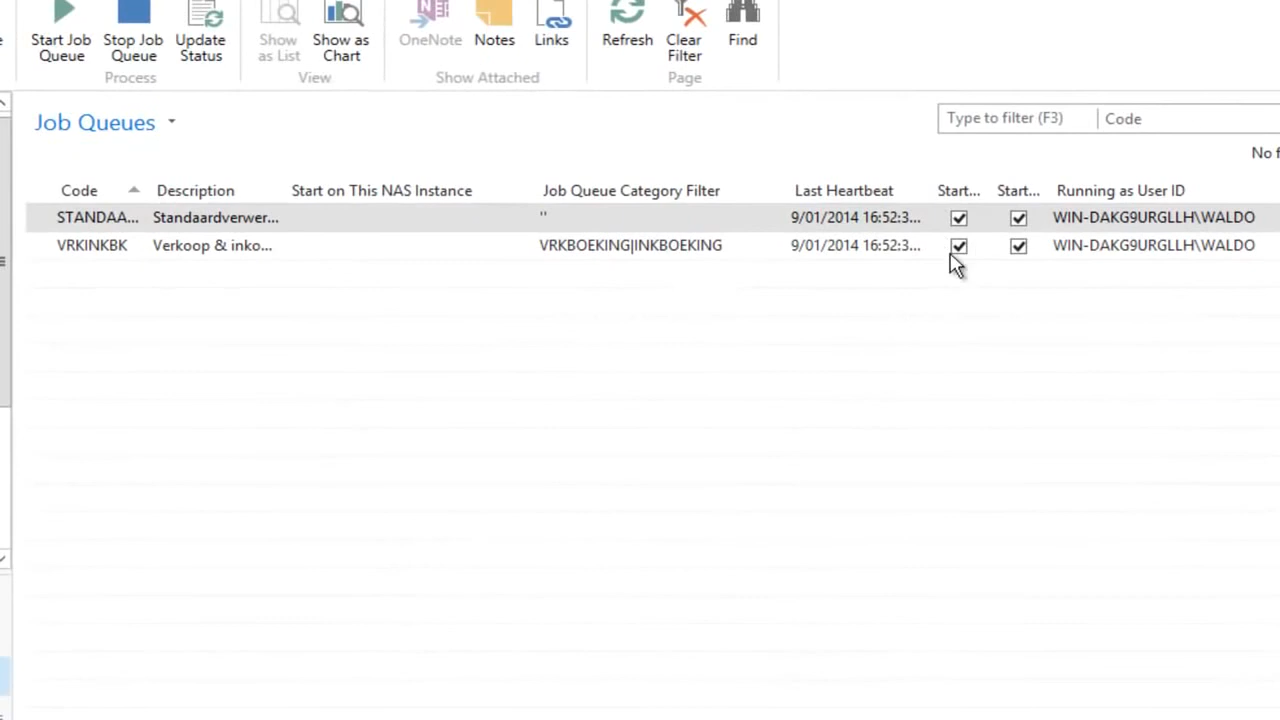 Start Job Queue
Stop Job Queue
Update Status
Show as List
Show as Chart
OneNote
Notes
Links
Refresh
Clear Filter
Find
Process
View
Show Attached
Page
Job Queues
Type to filter (F3)
Code
No f
Code Description Start on This NAS Instance Job Queue Category Filter Last Heartbeat Start... Start... Running as User ID
STANDAA... Standaardverwer... '' 9/01/2014 16:52:3... WIN-DAKG9URGLLH\WALDO
VRKINKBK Verkoop & inko... VRKBOEKING|INKBOEKING 9/01/2014 16:52:3... WIN-DAKG9URGLLH\WALDO